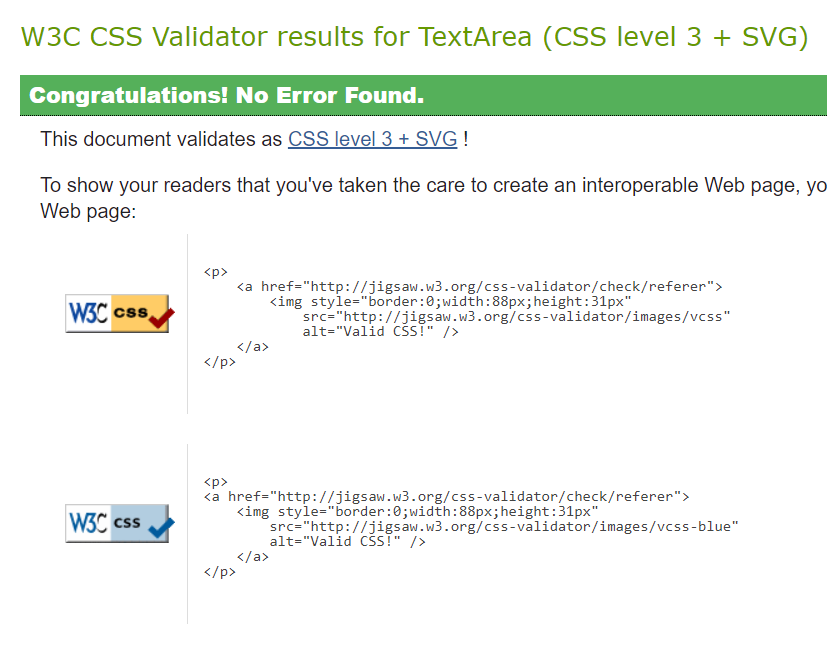 W3C CSS Validator results for TextArea (CSS level 3 + SVG)
Congratulations! No Error Found.
This document validates as CSS level 3 + SVG !
To show your readers that you've taken the care to create an interoperable Web page, yo
Web page:
W3C css
<p>
<a href="http://jigsaw.w3.org/css-validator/check/referer">
<img style="border:0;width:88px;height:31px"
src="http://jigsaw.w3.org/css-validator/images/vcss"
alt="Valid CSS!" />
</a>
</p>
W3C css
<p>
<a href="http://jigsaw.w3.org/css-validator/check/referer">
<img style="border:0;width:88px;height:31px"
src="http://jigsaw.w3.org/css-validator/images/vcss-blue"
alt="Valid CSS!" />
</a>
</p>